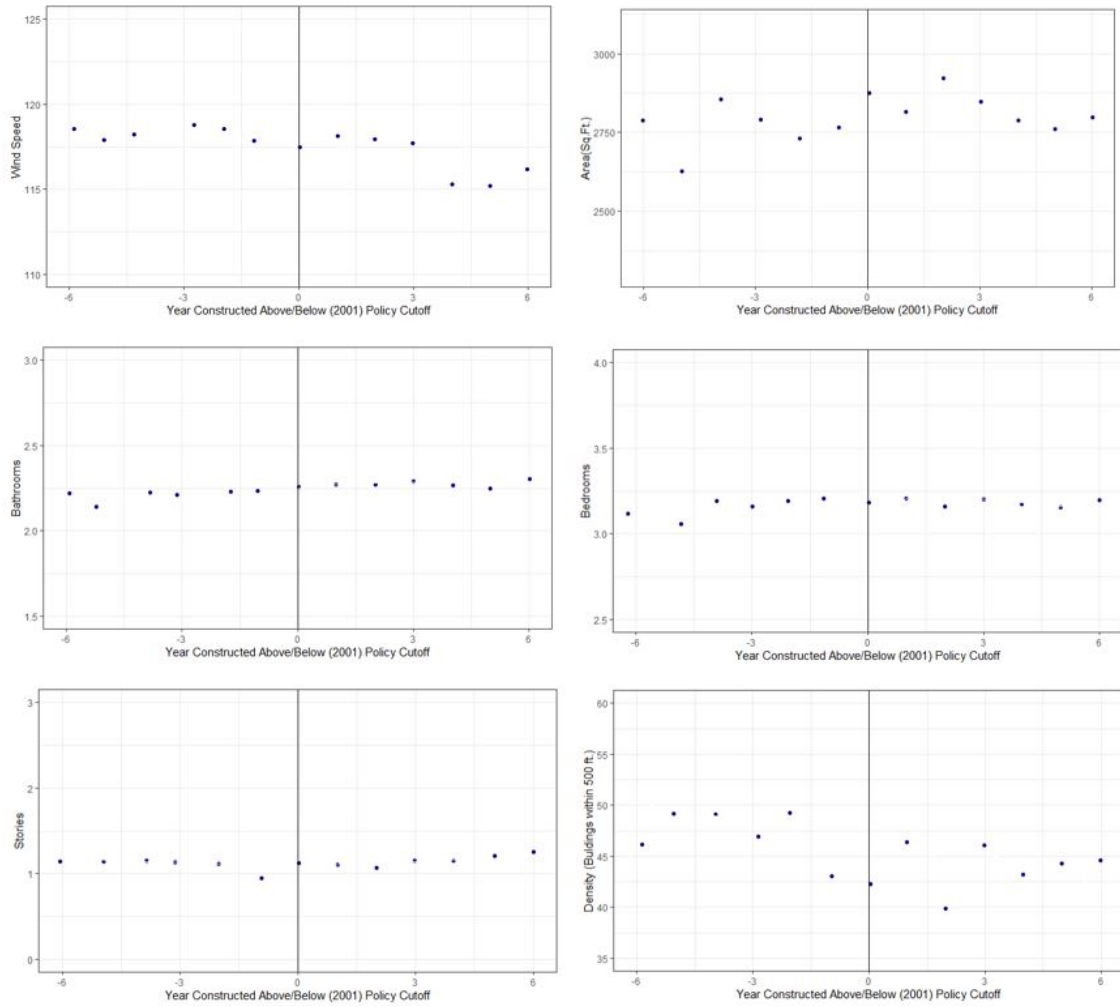 125
120
115
110
Wind Speed
-6 -3 0 3 6
Year Constructed Above/Below (2001) Policy Cutoff
3000
2750
2500
Area(Sq.Ft.)
-6 -3 0 3 6
Year Constructed Above/Below (2001) Policy Cutoff
3.0
2.5
2.0
1.5
Bathrooms
-6 -3 0 3 6
Year Constructed Above/Below (2001) Policy Cutoff
4.0
3.5
3.0
2.5
Bedrooms
-6 -3 0 3 6
Year Constructed Above/Below (2001) Policy Cutoff
3
2
1
0
Stories
-6 -3 0 3 6
Year Constructed Above/Below (2001) Policy Cutoff
60
55
50
45
40
35
Density (Buldings within 500 ft.)
-6 -3 0 3 6
Year Constructed Above/Below (2001) Policy Cutoff